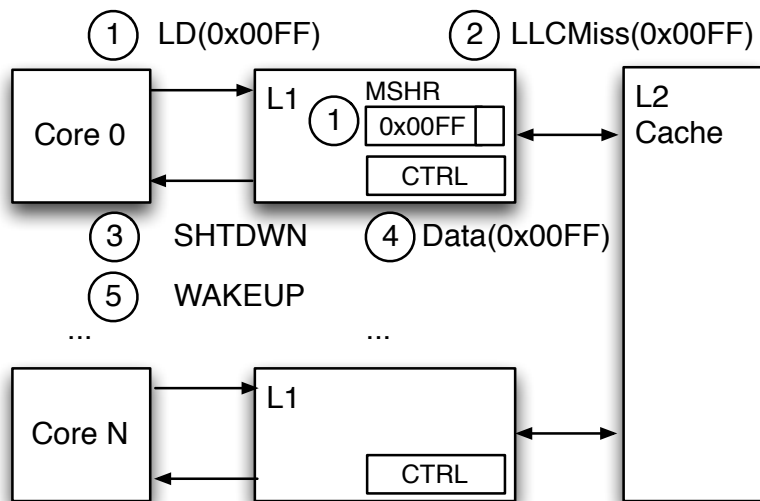 1 LD(0x00FF)
2 LLCMiss(0x00FF)
Core 0
L1
MSHR
1 0x00FF
CTRL
L2
Cache
3 SHTDWN
4 Data(0x00FF)
5 WAKEUP
...
...
Core N
L1
CTRL